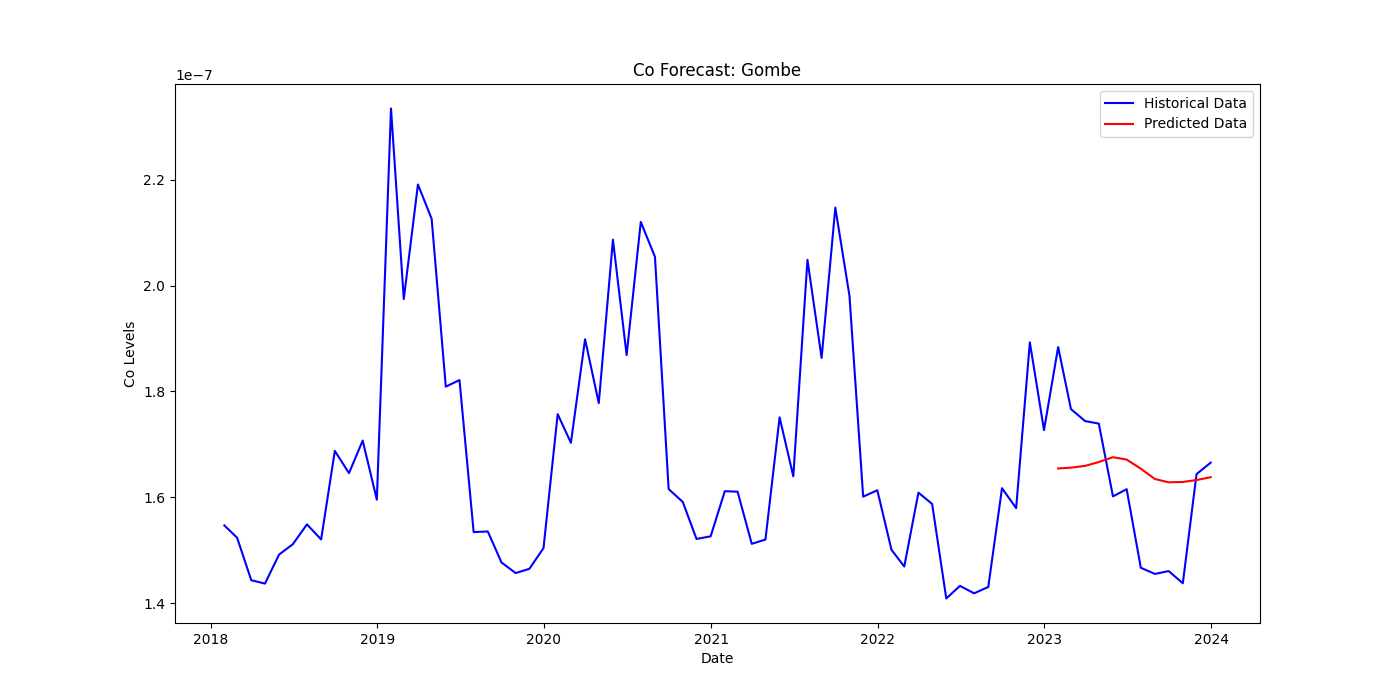 Co Forecast: Gombe
1e−7
Historical Data
Predicted Data
2.2
2.0
1.8
1.6
1.4
Co Levels
2018 2019 2020 2021 2022 2023 2024
Date